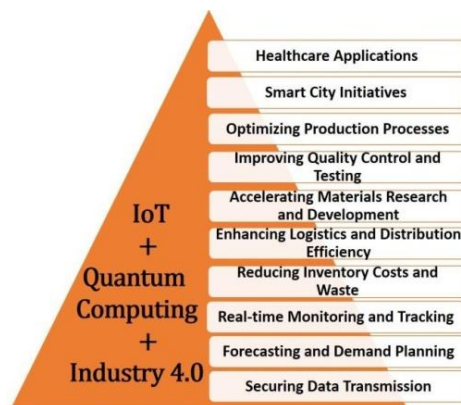 Healthcare Applications
Smart City Initiatives
Optimizing Production Processes
Improving Quality Control and
Testing
Accelerating Materials Research
and Development
Enhancing Logistics and Distribution
Efficiency
Reducing Inventory Costs and
Waste
Real-time Monitoring and Tracking
Forecasting and Demand Planning
Securing Data Transmission
IoT
+
Quantum
Computing
+
Industry 4.0